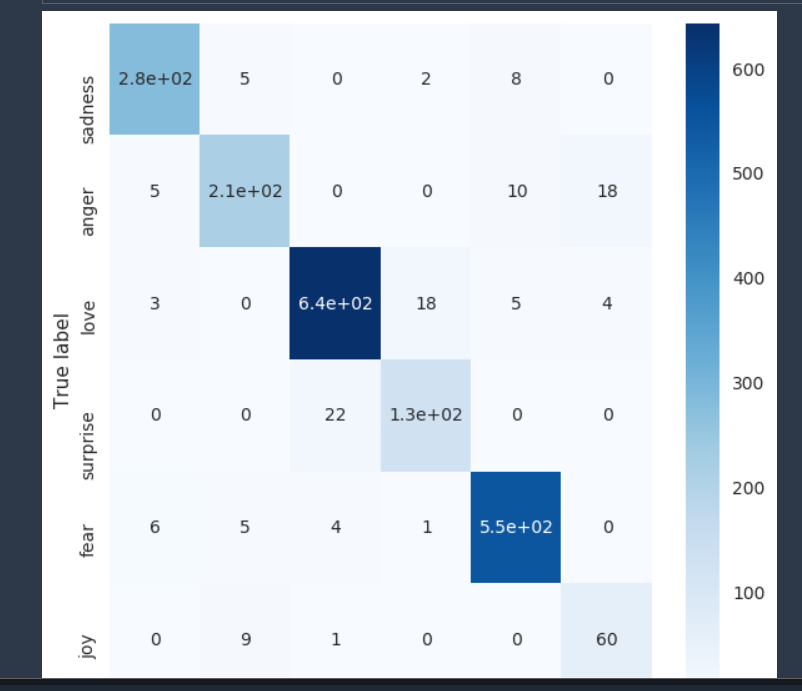 2.8e+02 5 0 2 8 0
5 2.1e+02 0 0 10 18
3 0 6.4e+02 18 5 4
0 0 22 1.3e+02 0 0
6 5 4 1 5.5e+02 0
0 9 1 0 0 60
sadness
anger
love
surprise
fear
joy
True label
600
500
400
300
200
100